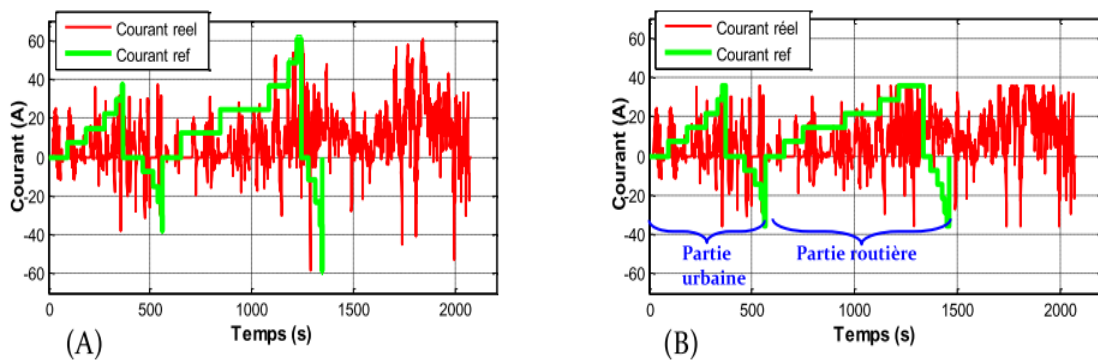 Courant reel
Courant ref
60
40
20
0
-20
-40
-60
Courant (A)
0
500
1000
1500
2000
Temps (s)
(A)
Courant réel
Courant ref
60
40
20
0
-20
-40
-60
Courant (A)
Partie
urbaine
Partie routière
0
500
1000
1500
2000
Temps (s)
(B)